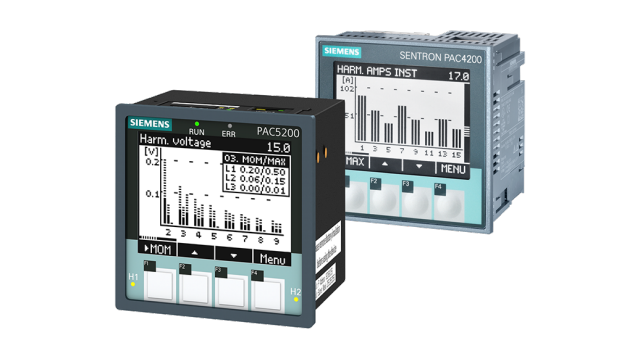 SIEMENS
SENTRON PAC4200
HARM. AMPS INST 17.0
[A]
102
51
1 3 5 7 9 11 13 15
MAX ▲ ▼ MENU
F2 F3 F4
SIEMENS
RUN ERR PAC5200
Harm. voltage 15.0
[V]
03. MOM/MAX
0.2
L1 0.20/0.50
L2 0.06/0.15
L3 0.00/0.01
0.1
2 3 4 5 6 7 8 9
▶MOM ▲ ▼ Menu
F1 F2 F3 F4
H1 H2